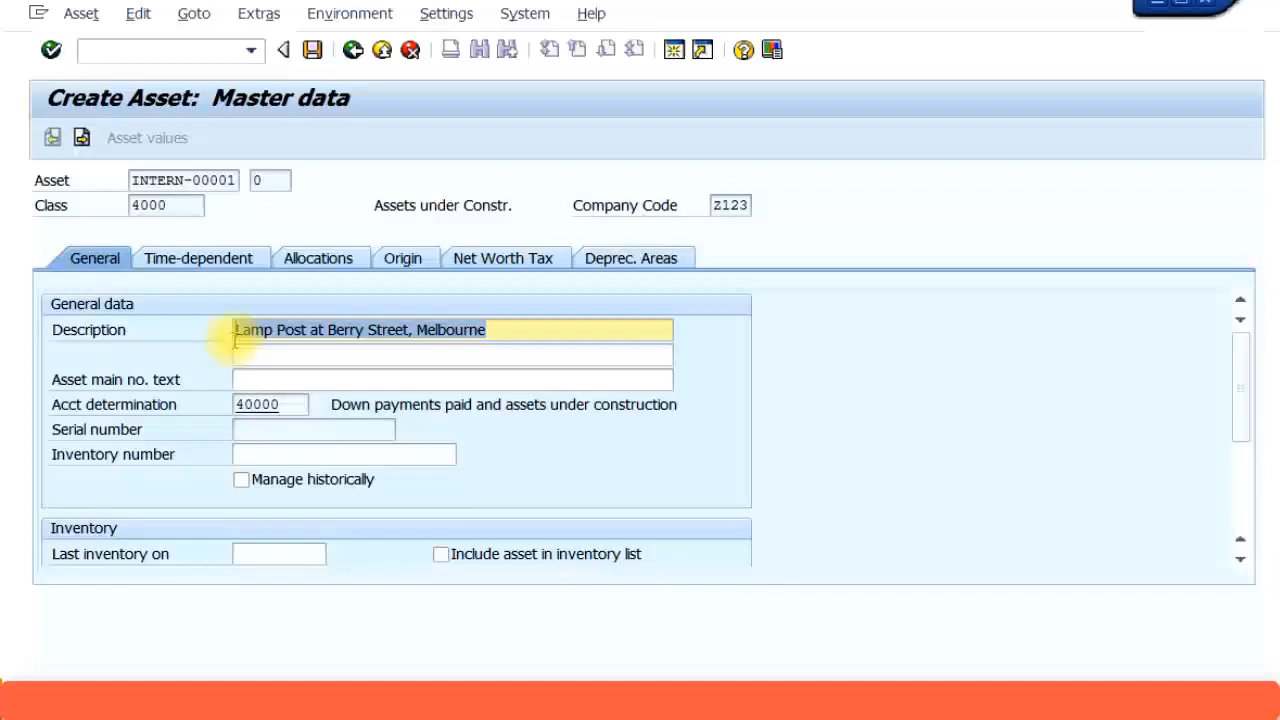 Asset Edit Goto Extras Environment Settings System Help
Create Asset: Master data
Asset values
Asset INTERN-00001 0
Class 4000 Assets under Constr. Company Code Z123
General Time-dependent Allocations Origin Net Worth Tax Deprec. Areas
General data
Description Lamp Post at Berry Street, Melbourne
Asset main no. text
Acct determination 40000 Down payments paid and assets under construction
Serial number
Inventory number
Manage historically
Inventory
Last inventory on Include asset in inventory list